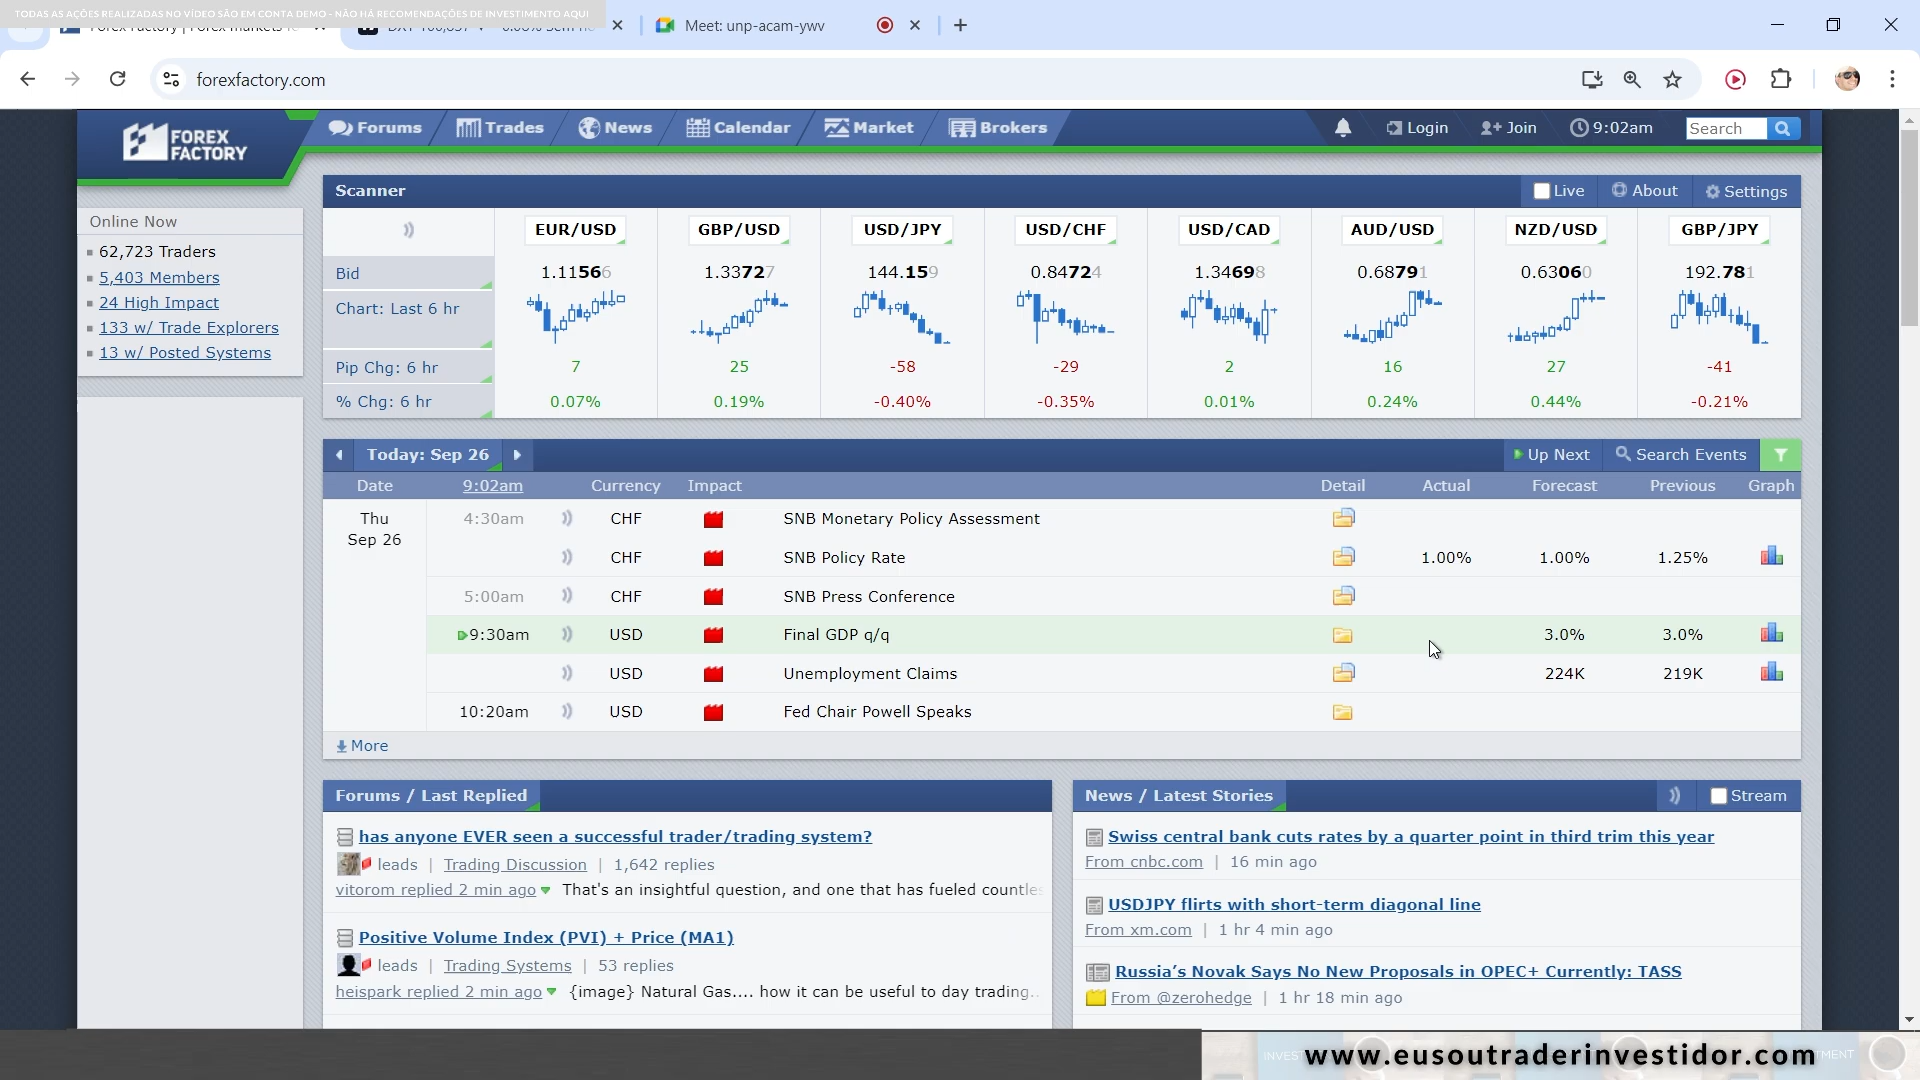 TODAS AS AÇÕES REALIZADAS NO VÍDEO SÃO EM CONTA DEMO - NÃO HÁ RECOMENDAÇÕES DE INVESTIMENTO AQUI
Meet: unp-acam-ywv
forexfactory.com
FOREX FACTORY
Forums Trades News Calendar Market Brokers
Login Join 9:02am Search
Online Now
62,723 Traders
5,403 Members
24 High Impact
133 w/ Trade Explorers
13 w/ Posted Systems
Scanner Live About Settings
EUR/USD GBP/USD USD/JPY USD/CHF USD/CAD AUD/USD NZD/USD GBP/JPY
Bid 1.11566 1.33727 144.159 0.84724 1.34698 0.68791 0.63060 192.781
Chart: Last 6 hr
Pip Chg: 6 hr 7 25 -58 -29 2 16 27 -41
% Chg: 6 hr 0.07% 0.19% -0.40% -0.35% 0.01% 0.24% 0.44% -0.21%
Today: Sep 26 Up Next Search Events
Date 9:02am Currency Impact Detail Actual Forecast Previous Graph
Thu Sep 26 4:30am CHF SNB Monetary Policy Assessment
CHF SNB Policy Rate 1.00% 1.00% 1.25%
5:00am CHF SNB Press Conference
9:30am USD Final GDP q/q 3.0% 3.0%
USD Unemployment Claims 224K 219K
10:20am USD Fed Chair Powell Speaks
More
Forums / Last Replied
has anyone EVER seen a successful trader/trading system?
leads | Trading Discussion | 1,642 replies
vitorom replied 2 min ago That's an insightful question, and one that has fueled countles
Positive Volume Index (PVI) + Price (MA1)
leads | Trading Systems | 53 replies
heispark replied 2 min ago {image} Natural Gas.... how it can be useful to day trading..
News / Latest Stories Stream
Swiss central bank cuts rates by a quarter point in third trim this year
From cnbc.com | 16 min ago
USDJPY flirts with short-term diagonal line
From xm.com | 1 hr 4 min ago
Russia's Novak Says No New Proposals in OPEC+ Currently: TASS
From @zerohedge | 1 hr 18 min ago
www.eusoutraderinvestidor.com